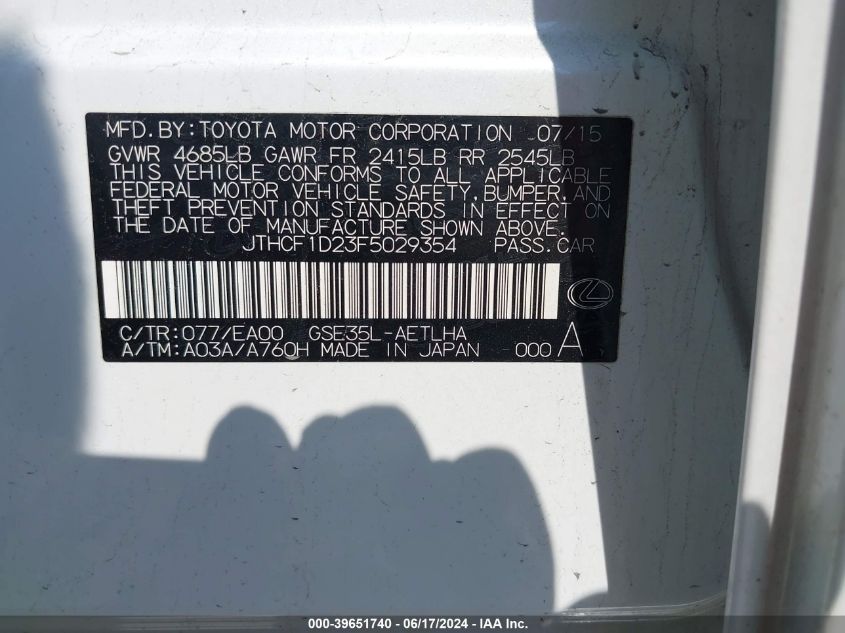 MFD. BY: TOYOTA MOTOR CORPORATION 07/15
GVWR 4685LB GAWR FR 2415LB RR 2545LB
THIS VEHICLE CONFORMS TO ALL APPLICABLE
FEDERAL MOTOR VEHICLE SAFETY, BUMPER, AND
THEFT PREVENTION STANDARDS IN EFFECT ON
THE DATE OF MANUFACTURE SHOWN ABOVE.
JTHCF1D23F5029354 PASS. CAR
C/TR: 077/EA00 GSE35L-AETLHA
A/TM: A03A/A760H MADE IN JAPAN 000 A
000-39651740 - 06/17/2024 - IAA Inc.